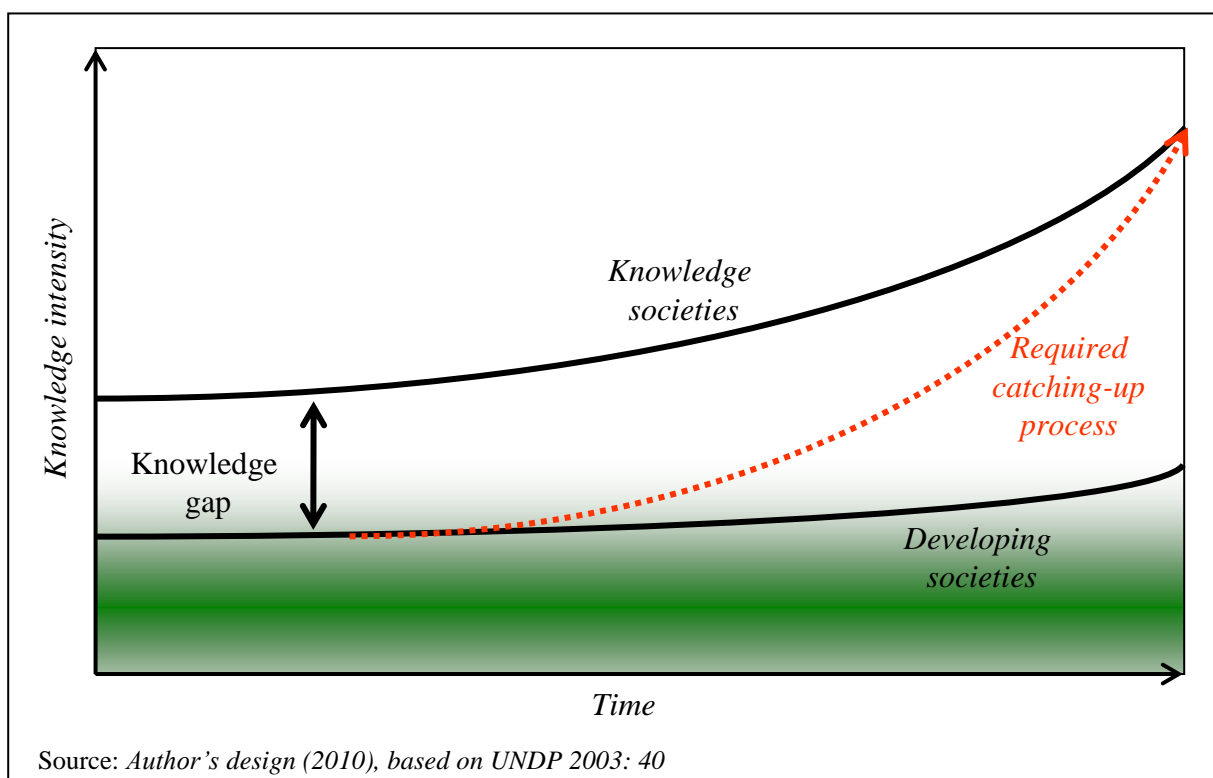 Knowledge intensity
Knowledge
societies
Required
catching-up
process
Knowledge
gap
Developing
societies
Time
Source: Author’s design (2010), based on UNDP 2003: 40